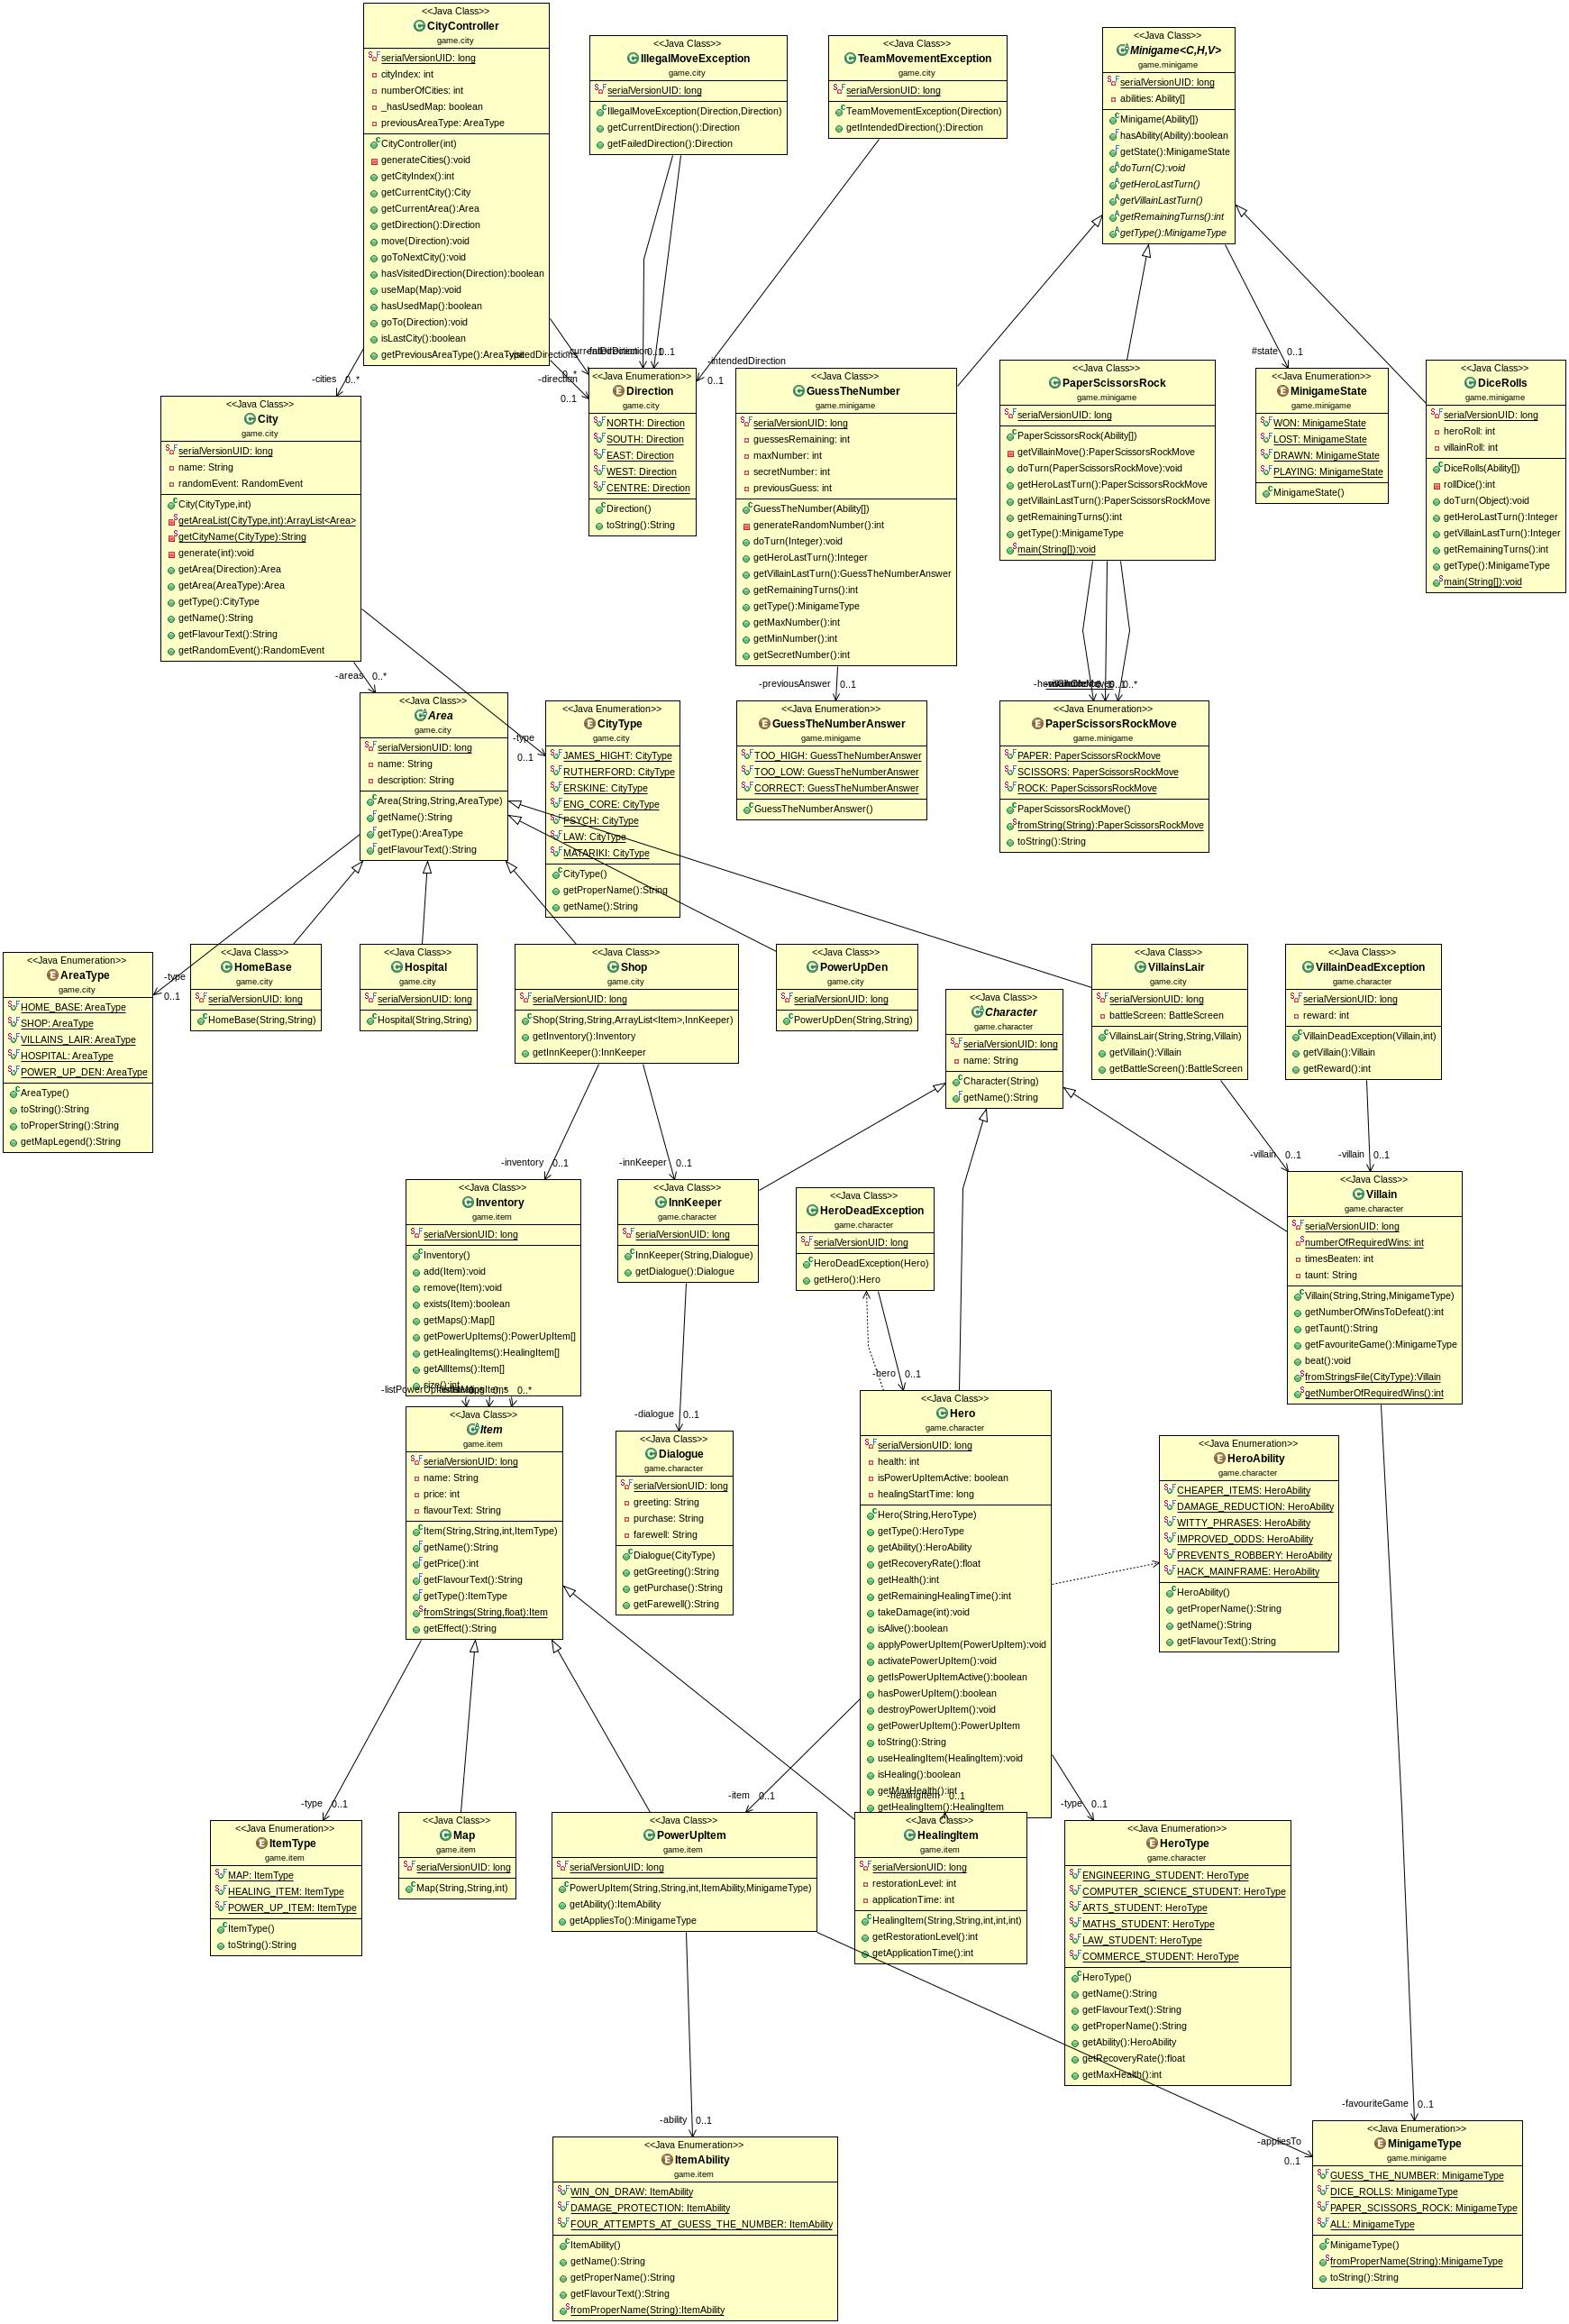 <<Java Class>>
CityController
game.city
serialVersionUID: long
cityIndex: int
numberOfCities: int
_hasUsedMap: boolean
previousAreaType: AreaType
CityController(int)
generateCities():void
getCityIndex():int
getCurrentCity():City
getCurrentArea():Area
getDirection():Direction
move(Direction):void
goToNextCity():void
hasVisitedDirection(Direction):boolean
useMap(Map):void
hasUsedMap():boolean
goTo(Direction):void
isLastCity():boolean
getPreviousAreaType():AreaType
<<Java Class>>
IllegalMoveException
game.city
serialVersionUID: long
IllegalMoveException(Direction,Direction)
getCurrentDirection():Direction
getFailedDirection():Direction
<<Java Class>>
TeamMovementException
game.city
serialVersionUID: long
TeamMovementException(Direction)
getIntendedDirection():Direction
<<Java Class>>
Minigame<C,H,V>
game.minigame
serialVersionUID: long
abilities: Ability[]
Minigame(Ability[])
hasAbility(Ability):boolean
getState():MinigameState
doTurn(C):void
getHeroLastTurn()
getVillainLastTurn()
getRemainingTurns():int
getType():MinigameType
-cities 0..*
-direction
0..1
0..*
0..1
-intendedDirection
0..1
#state 0..1
<<Java Class>>
City
game.city
serialVersionUID: long
name: String
randomEvent: RandomEvent
City(CityType,int)
getAreaList(CityType,int):ArrayList<Area>
getCityName(CityType):String
generate(int):void
getArea(Direction):Area
getArea(AreaType):Area
getType():CityType
getName():String
getFlavourText():String
getRandomEvent():RandomEvent
<<Java Enumeration>>
Direction
game.city
NORTH: Direction
SOUTH: Direction
EAST: Direction
WEST: Direction
CENTRE: Direction
Direction()
toString():String
<<Java Class>>
GuessTheNumber
game.minigame
serialVersionUID: long
guessesRemaining: int
maxNumber: int
secretNumber: int
previousGuess: int
GuessTheNumber(Ability[])
generateRandomNumber():int
doTurn(Integer):void
getHeroLastTurn():Integer
getVillainLastTurn():GuessTheNumberAnswer
getRemainingTurns():int
getType():MinigameType
getMaxNumber():int
getMinNumber():int
getSecretNumber():int
<<Java Class>>
PaperScissorsRock
game.minigame
serialVersionUID: long
PaperScissorsRock(Ability[])
getVillainMove():PaperScissorsRockMove
doTurn(PaperScissorsRockMove):void
getHeroLastTurn():PaperScissorsRockMove
getVillainLastTurn():PaperScissorsRockMove
getRemainingTurns():int
getType():MinigameType
main(String[]):void
<<Java Enumeration>>
MinigameState
game.minigame
WON: MinigameState
LOST: MinigameState
DRAWN: MinigameState
PLAYING: MinigameState
MinigameState()
<<Java Class>>
DiceRolls
game.minigame
serialVersionUID: long
heroRoll: int
villainRoll: int
DiceRolls(Ability[])
rollDice():int
doTurn(Object):void
getHeroLastTurn():Integer
getVillainLastTurn():Integer
getRemainingTurns():int
getType():MinigameType
main(String[]):void
-areas 0..*
-type
0..1
-previousAnswer 0..1
0..*
<<Java Class>>
Area
game.city
serialVersionUID: long
name: String
description: String
Area(String,String,AreaType)
getName():String
getType():AreaType
getFlavourText():String
<<Java Enumeration>>
CityType
game.city
JAMES_HIGHT: CityType
RUTHERFORD: CityType
ERSKINE: CityType
ENG_CORE: CityType
PSYCH: CityType
LAW: CityType
MATARIKI: CityType
CityType()
getProperName():String
getName():String
<<Java Enumeration>>
GuessTheNumberAnswer
game.minigame
TOO_HIGH: GuessTheNumberAnswer
TOO_LOW: GuessTheNumberAnswer
CORRECT: GuessTheNumberAnswer
GuessTheNumberAnswer()
<<Java Enumeration>>
PaperScissorsRockMove
game.minigame
PAPER: PaperScissorsRockMove
SCISSORS: PaperScissorsRockMove
ROCK: PaperScissorsRockMove
PaperScissorsRockMove()
fromString(String):PaperScissorsRockMove
toString():String
<<Java Enumeration>>
AreaType
game.city
HOME_BASE: AreaType
SHOP: AreaType
VILLAINS_LAIR: AreaType
HOSPITAL: AreaType
POWER_UP_DEN: AreaType
AreaType()
toString():String
toProperString():String
getMapLegend():String
-type
0..1
<<Java Class>>
HomeBase
game.city
serialVersionUID: long
HomeBase(String,String)
<<Java Class>>
Hospital
game.city
serialVersionUID: long
Hospital(String,String)
<<Java Class>>
Shop
game.city
serialVersionUID: long
Shop(String,String,ArrayList<Item>,InnKeeper)
getInventory():Inventory
getInnKeeper():InnKeeper
<<Java Class>>
PowerUpDen
game.city
serialVersionUID: long
PowerUpDen(String,String)
<<Java Class>>
Character
game.character
serialVersionUID: long
name: String
Character(String)
getName():String
<<Java Class>>
VillainsLair
game.city
serialVersionUID: long
battleScreen: BattleScreen
VillainsLair(String,String,Villain)
getVillain():Villain
getBattleScreen():BattleScreen
<<Java Class>>
VillainDeadException
game.character
serialVersionUID: long
reward: int
VillainDeadException(Villain,int)
getVillain():Villain
getReward():int
-inventory 0..1
-innKeeper 0..1
-villain 0..1
-villain 0..1
<<Java Class>>
Inventory
game.item
serialVersionUID: long
Inventory()
add(Item):void
remove(Item):void
exists(Item):boolean
getMaps():Map[]
getPowerUpItems():PowerUpItem[]
getHealingItems():HealingItem[]
getAllItems():Item[]
size():int
<<Java Class>>
InnKeeper
game.character
serialVersionUID: long
InnKeeper(String,Dialogue)
getDialogue():Dialogue
<<Java Class>>
HeroDeadException
game.character
serialVersionUID: long
HeroDeadException(Hero)
getHero():Hero
<<Java Class>>
Villain
game.character
serialVersionUID: long
numberOfRequiredWins: int
timesBeaten: int
taunt: String
Villain(String,String,MinigameType)
getNumberOfWinsToDefeat():int
getTaunt():String
getFavouriteGame():MinigameType
beat():void
fromStringsFile(CityType):Villain
getNumberOfRequiredWins():int
0..*
-dialogue 0..1
-hero 0..1
<<Java Class>>
Item
game.item
serialVersionUID: long
name: String
price: int
flavourText: String
Item(String,String,int,ItemType)
getName():String
getPrice():int
getFlavourText():String
getType():ItemType
fromStrings(String,float):Item
getEffect():String
<<Java Class>>
Dialogue
game.character
serialVersionUID: long
greeting: String
purchase: String
farewell: String
Dialogue(CityType)
getGreeting():String
getPurchase():String
getFarewell():String
<<Java Class>>
Hero
game.character
serialVersionUID: long
health: int
isPowerUpItemActive: boolean
healingStartTime: long
Hero(String,HeroType)
getType():HeroType
getAbility():HeroAbility
getRecoveryRate():float
getHealth():int
getRemainingHealingTime():int
takeDamage(int):void
isAlive():boolean
applyPowerUpItem(PowerUpItem):void
activatePowerUpItem():void
getIsPowerUpItemActive():boolean
hasPowerUpItem():boolean
destroyPowerUpItem():void
getPowerUpItem():PowerUpItem
toString():String
useHealingItem(HealingItem):void
isHealing():boolean
getMaxHealth():int
getHealingItem():HealingItem
<<Java Enumeration>>
HeroAbility
game.character
CHEAPER_ITEMS: HeroAbility
DAMAGE_REDUCTION: HeroAbility
WITTY_PHRASES: HeroAbility
IMPROVED_ODDS: HeroAbility
PREVENTS_ROBBERY: HeroAbility
HACK_MAINFRAME: HeroAbility
HeroAbility()
getProperName():String
getName():String
getFlavourText():String
-type 0..1
-item 0..1
-healingItem 0..1
-type 0..1
<<Java Enumeration>>
ItemType
game.item
MAP: ItemType
HEALING_ITEM: ItemType
POWER_UP_ITEM: ItemType
ItemType()
toString():String
<<Java Class>>
Map
game.item
serialVersionUID: long
Map(String,String,int)
<<Java Class>>
PowerUpItem
game.item
serialVersionUID: long
PowerUpItem(String,String,int,ItemAbility,MinigameType)
getAbility():ItemAbility
getAppliesTo():MinigameType
<<Java Class>>
HealingItem
game.item
serialVersionUID: long
restorationLevel: int
applicationTime: int
HealingItem(String,String,int,int,int)
getRestorationLevel():int
getApplicationTime():int
<<Java Enumeration>>
HeroType
game.character
ENGINEERING_STUDENT: HeroType
COMPUTER_SCIENCE_STUDENT: HeroType
ARTS_STUDENT: HeroType
MATHS_STUDENT: HeroType
LAW_STUDENT: HeroType
COMMERCE_STUDENT: HeroType
HeroType()
getName():String
getFlavourText():String
getProperName():String
getAbility():HeroAbility
getRecoveryRate():float
getMaxHealth():int
-ability 0..1
-favouriteGame 0..1
-appliesTo
0..1
<<Java Enumeration>>
ItemAbility
game.item
WIN_ON_DRAW: ItemAbility
DAMAGE_PROTECTION: ItemAbility
FOUR_ATTEMPTS_AT_GUESS_THE_NUMBER: ItemAbility
ItemAbility()
getName():String
getProperName():String
getFlavourText():String
fromProperName(String):ItemAbility
<<Java Enumeration>>
MinigameType
game.minigame
GUESS_THE_NUMBER: MinigameType
DICE_ROLLS: MinigameType
PAPER_SCISSORS_ROCK: MinigameType
ALL: MinigameType
MinigameType()
fromProperName(String):MinigameType
toString():String